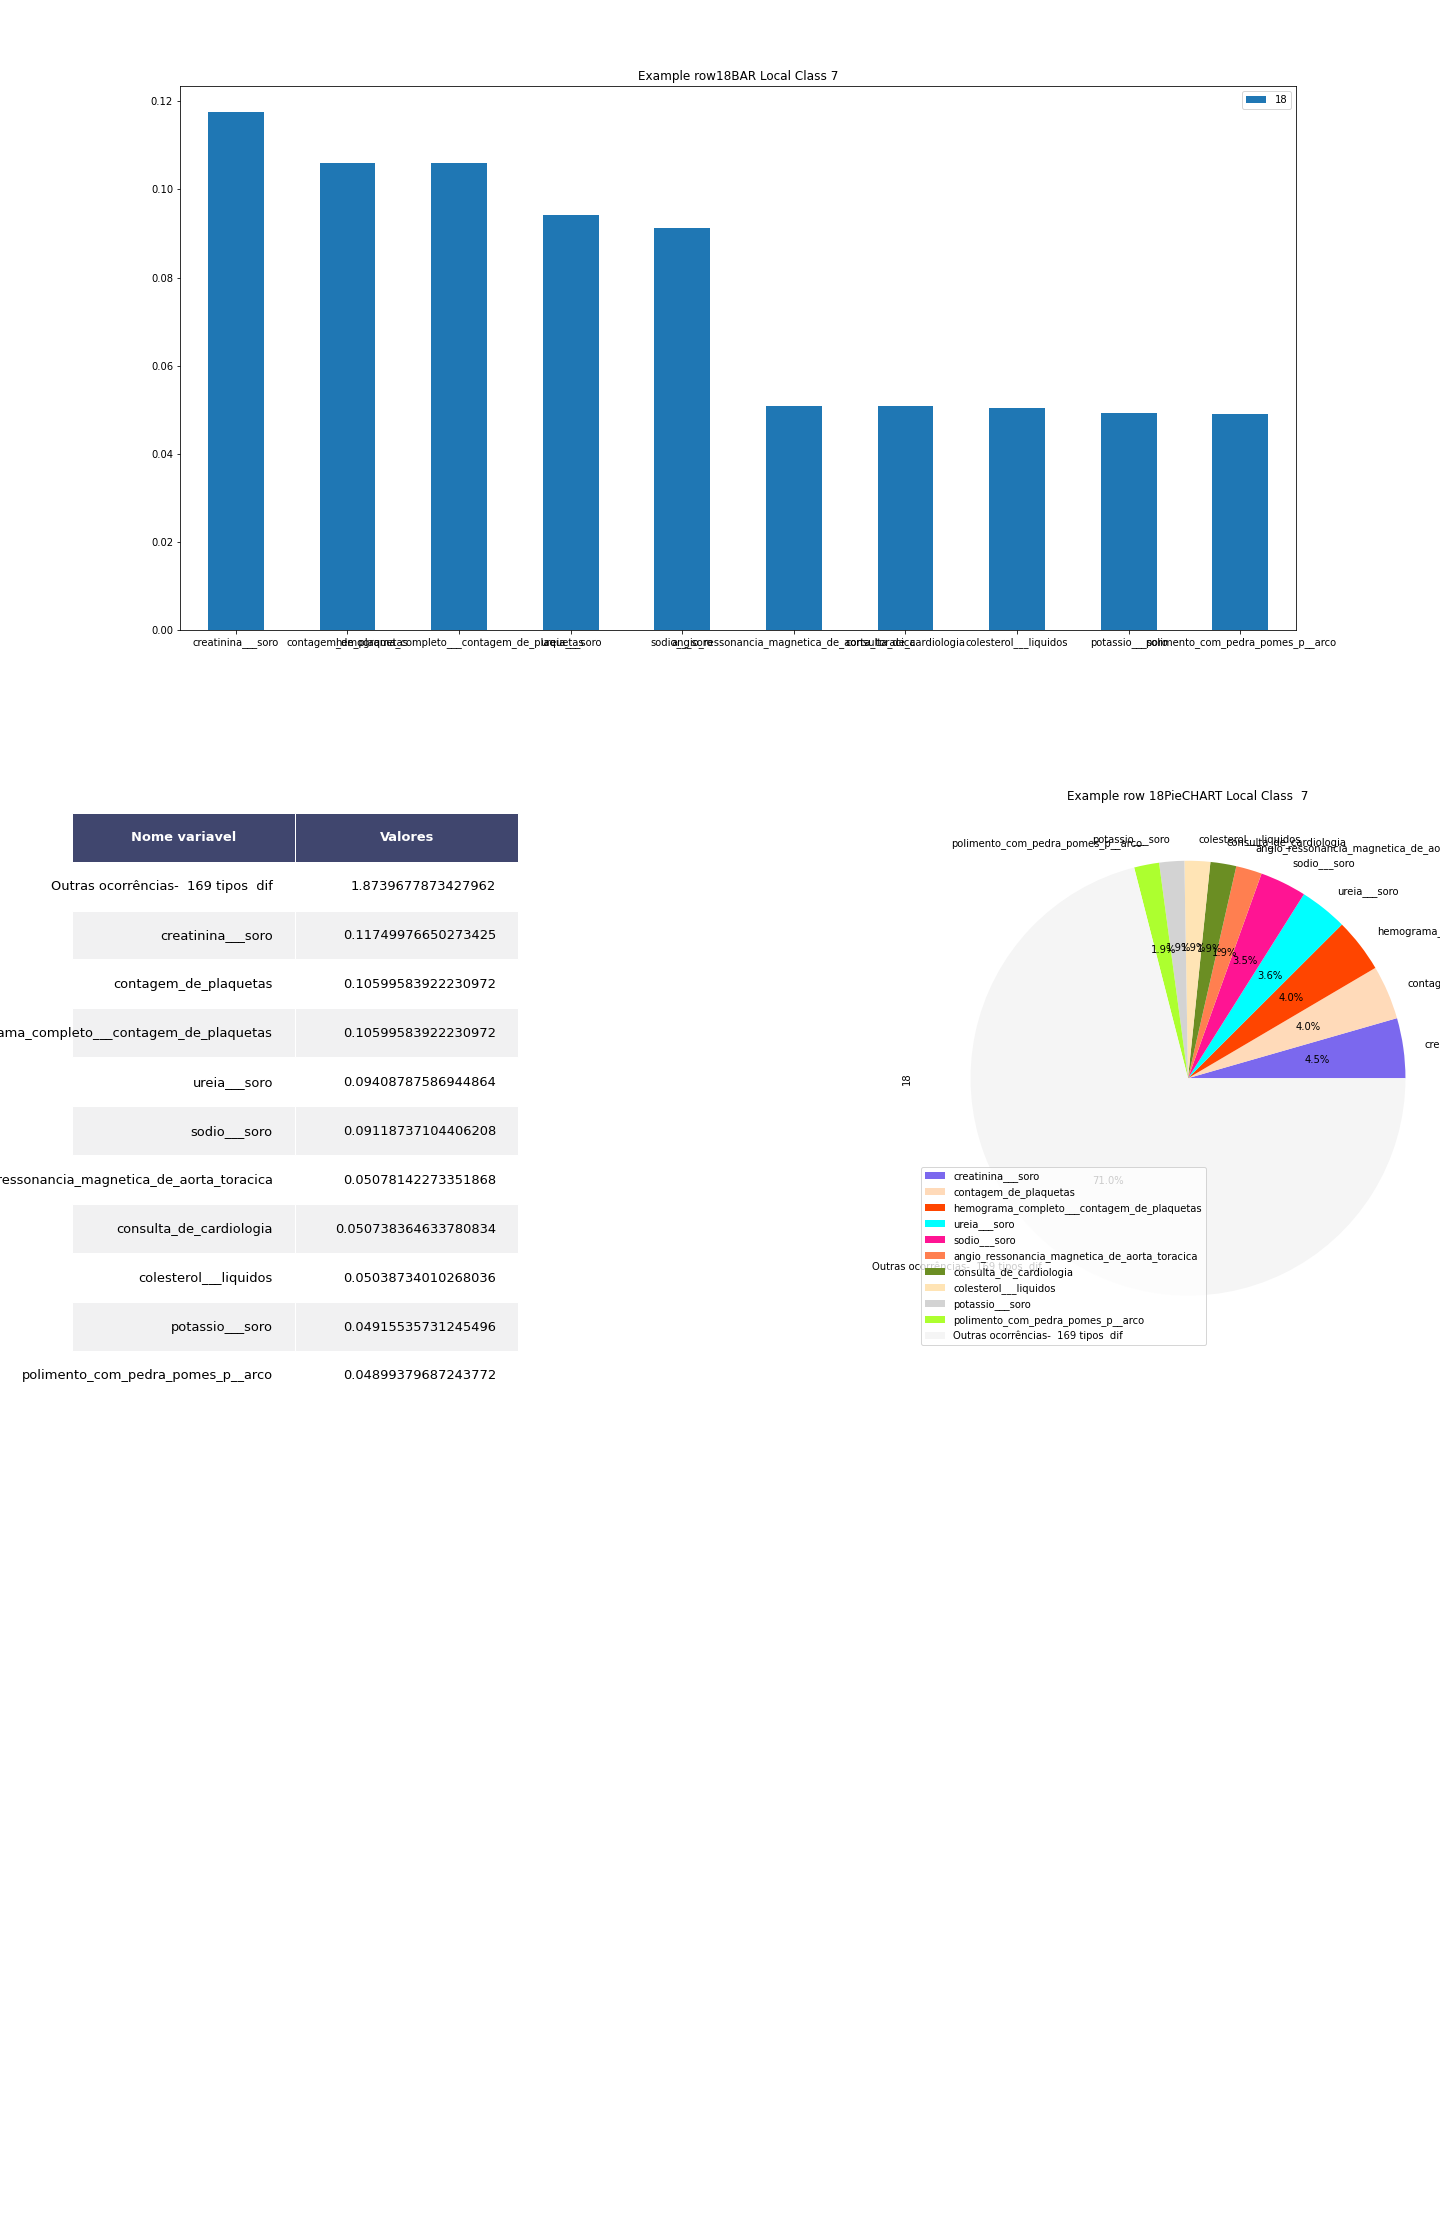 Example row18BAR Local Class 7
18
0.12
0.10
0.08
0.06
0.04
0.02
0.00
creatinina___soro
contagem_de_plaquetas
hemograma_completo___contagem_de_plaquetas
ureia___soro
sodio___soro
angio_ressonancia_magnetica_de_aorta_toracica
consulta_de_cardiologia
colesterol___liquidos
potassio___soro
polimento_com_pedra_pomes_p__arco
Nome variavel Valores
Outras ocorrências-  169 tipos  dif 1.8739677873427962
creatinina___soro 0.11749976650273425
contagem_de_plaquetas 0.10599583922230972
ama_completo___contagem_de_plaquetas 0.10599583922230972
ureia___soro 0.09408787586944864
sodio___soro 0.09118737104406208
ressonancia_magnetica_de_aorta_toracica 0.05078142273351868
consulta_de_cardiologia 0.050738364633780834
colesterol___liquidos 0.05038734010268036
potassio___soro 0.04915535731245496
polimento_com_pedra_pomes_p__arco 0.04899379687243772
Example row 18PieCHART Local Class  7
polimento_com_pedra_pomes_p__arco
potassio___soro
colesterol___liquidos
consulta_de_cardiologia
angio_ressonancia_magnetica_de_ao
sodio___soro
ureia___soro
hemograma_
contag
cre
1.9%
1.9%
1.9%
1.9%
1.9%
3.5%
3.6%
4.0%
4.0%
4.5%
18
71.0%
Outras ocorrências-  169 tipos  dif
creatinina___soro
contagem_de_plaquetas
hemograma_completo___contagem_de_plaquetas
ureia___soro
sodio___soro
angio_ressonancia_magnetica_de_aorta_toracica
consulta_de_cardiologia
colesterol___liquidos
potassio___soro
polimento_com_pedra_pomes_p__arco
Outras ocorrências-  169 tipos  dif